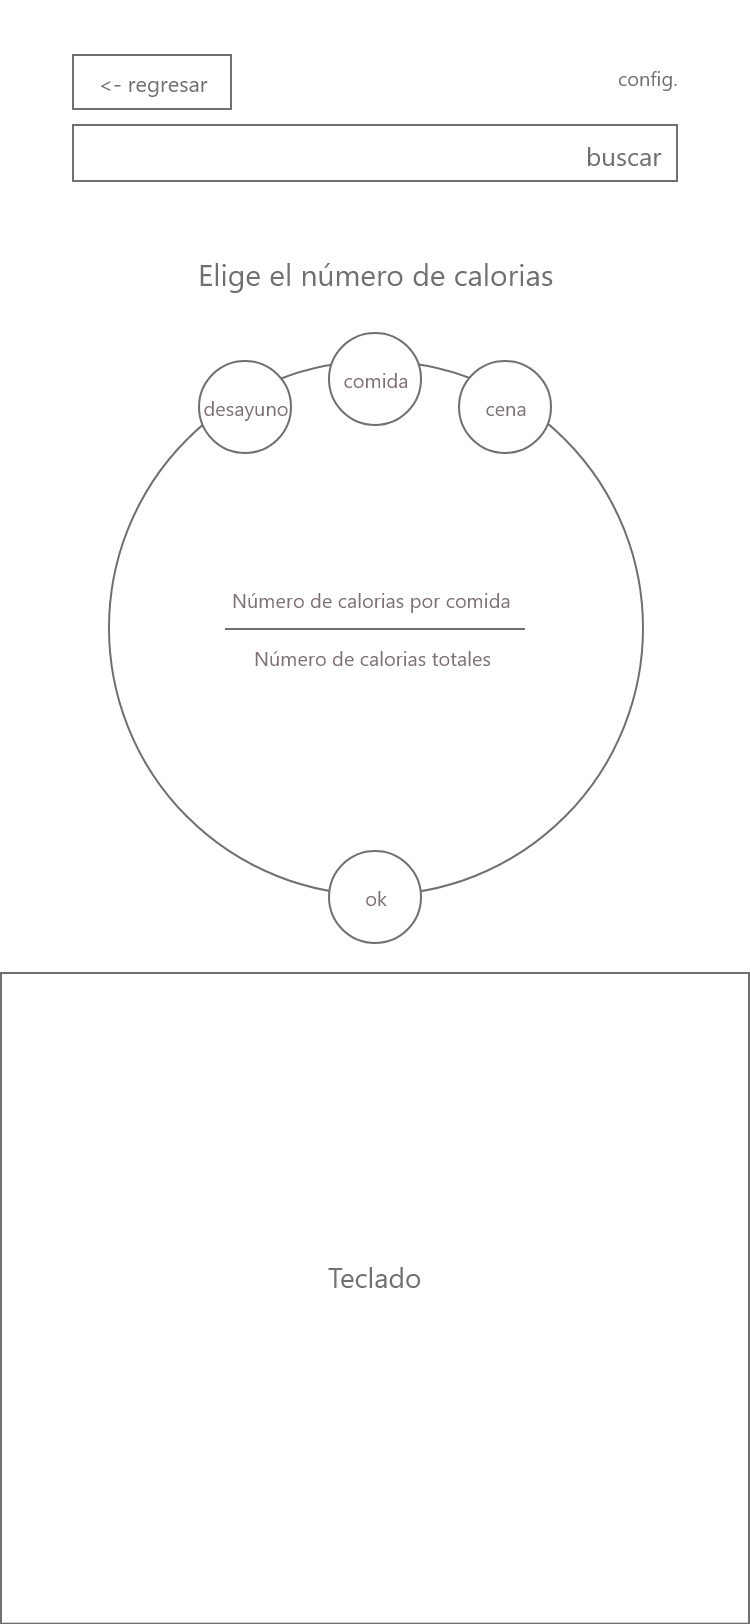 <- regresar
config.
buscar
Elige el número de calorias
desayuno
comida
cena
Número de calorias por comida
Número de calorias totales
ok
Teclado